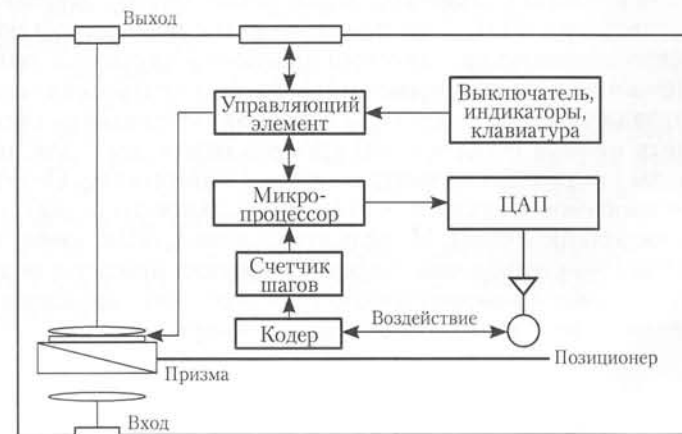 Выход
Управляющий
элемент
Выключатель,
индикаторы,
клавиатура
Микро-
процессор
ЦАП
Счетчик
шагов
Кодер
Воздействие
Позиционер
Призма
Вход